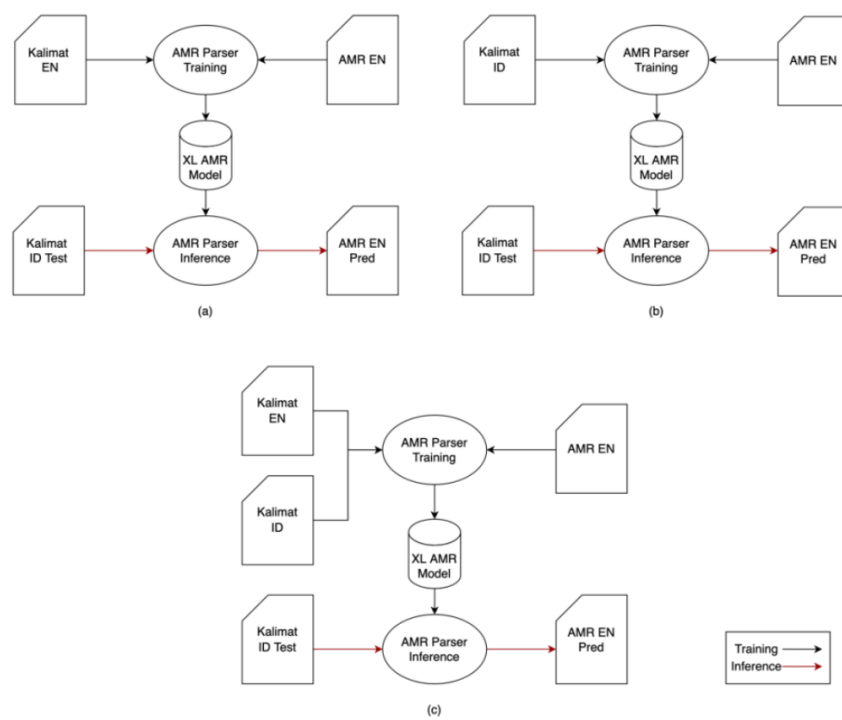 Kalimat
EN
AMR Parser
Training
AMR EN
XL AMR
Model
Kalimat
ID Test
AMR Parser
Inference
AMR EN
Pred
(a)
Kalimat
ID
AMR Parser
Training
AMR EN
XL AMR
Model
Kalimat
ID Test
AMR Parser
Inference
AMR EN
Pred
(b)
Kalimat
EN
Kalimat
ID
AMR Parser
Training
AMR EN
XL AMR
Model
Kalimat
ID Test
AMR Parser
Inference
AMR EN
Pred
(c)
Training
Inference